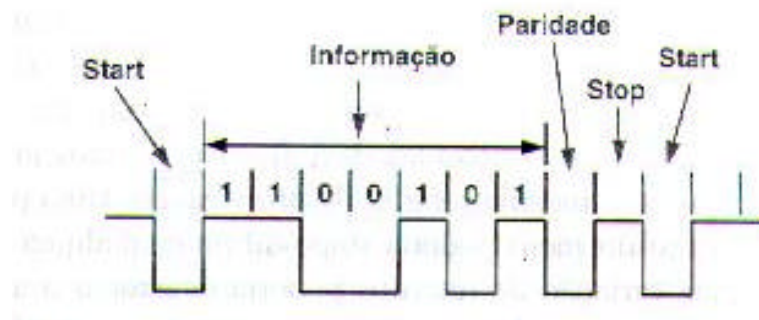 Paridade
Informação
Start
Start
Stop
1 1 0 0 1 0 1